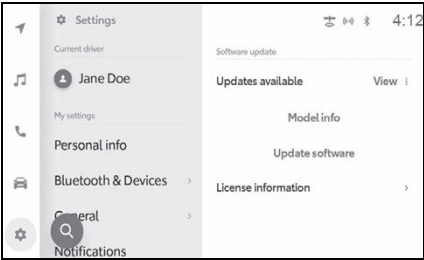 Settings
4:12
Current driver
Jane Doe
My settings
Personal info
Bluetooth & Devices
General
Notifications
Software update
Updates available
View
Model info
Update software
License information